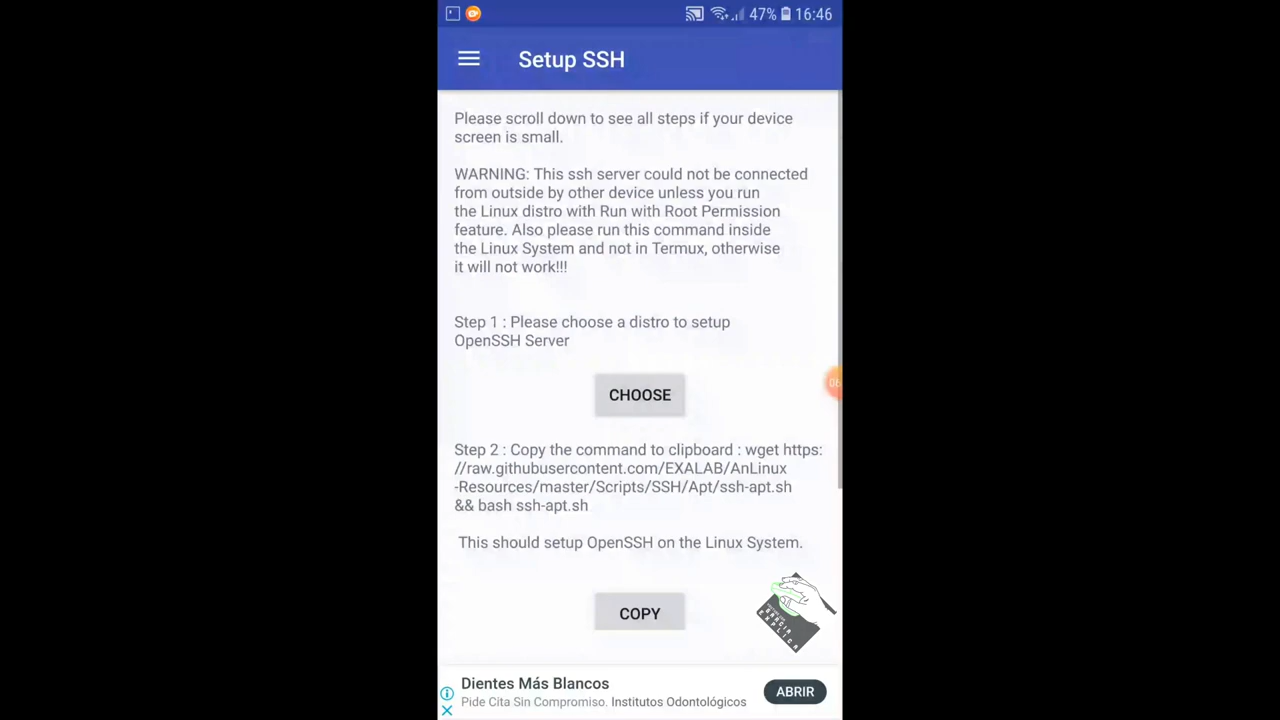 47% 16:46
Setup SSH
Please scroll down to see all steps if your device
screen is small.
WARNING: This ssh server could not be connected
from outside by other device unless you run
the Linux distro with Run with Root Permission
feature. Also please run this command inside
the Linux System and not in Termux, otherwise
it will not work!!!
Step 1 : Please choose a distro to setup
OpenSSH Server
06
CHOOSE
Step 2 : Copy the command to clipboard : wget https:
//raw.githubusercontent.com/EXALAB/AnLinux
-Resources/master/Scripts/SSH/Apt/ssh-apt.sh
&& bash ssh-apt.sh
This should setup OpenSSH on the Linux System.
COPY
GARCIA
EXPLICA
Dientes Más Blancos
Pide Cita Sin Compromiso. Institutos Odontológicos
ABRIR